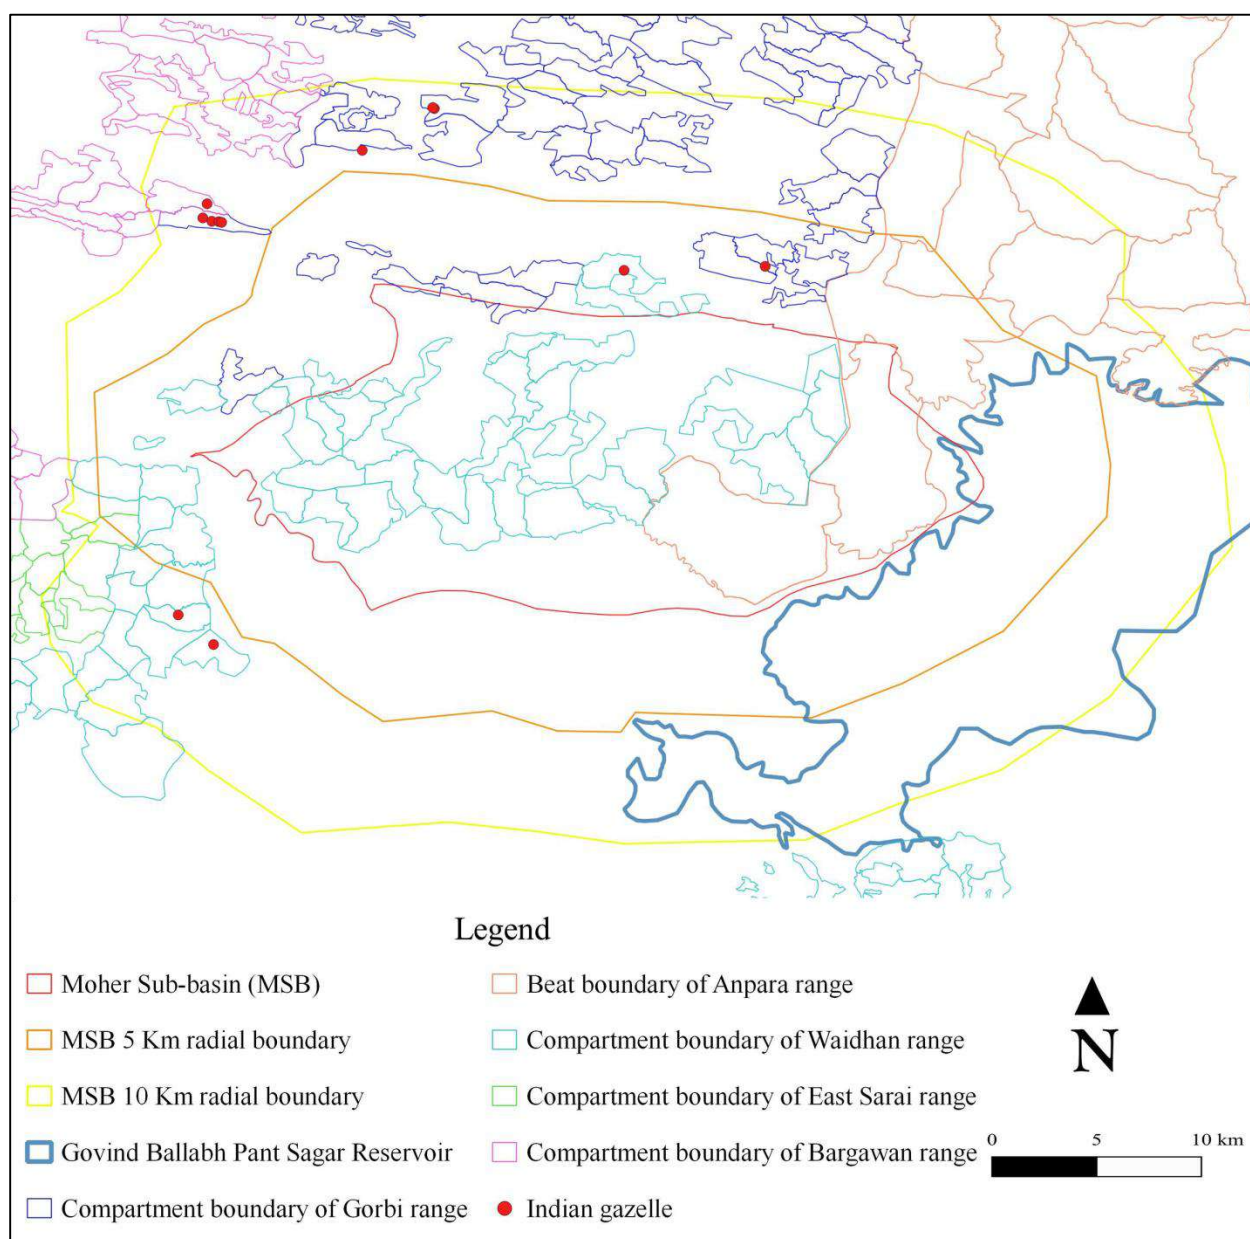 Legend
Moher Sub-basin (MSB)
MSB 5 Km radial boundary
MSB 10 Km radial boundary
Govind Ballabh Pant Sagar Reservoir
Compartment boundary of Gorbi range
Beat boundary of Anpara range
Compartment boundary of Waidhan range
Compartment boundary of East Sarai range
Compartment boundary of Bargawan range
Indian gazelle
N
0 5 10 km